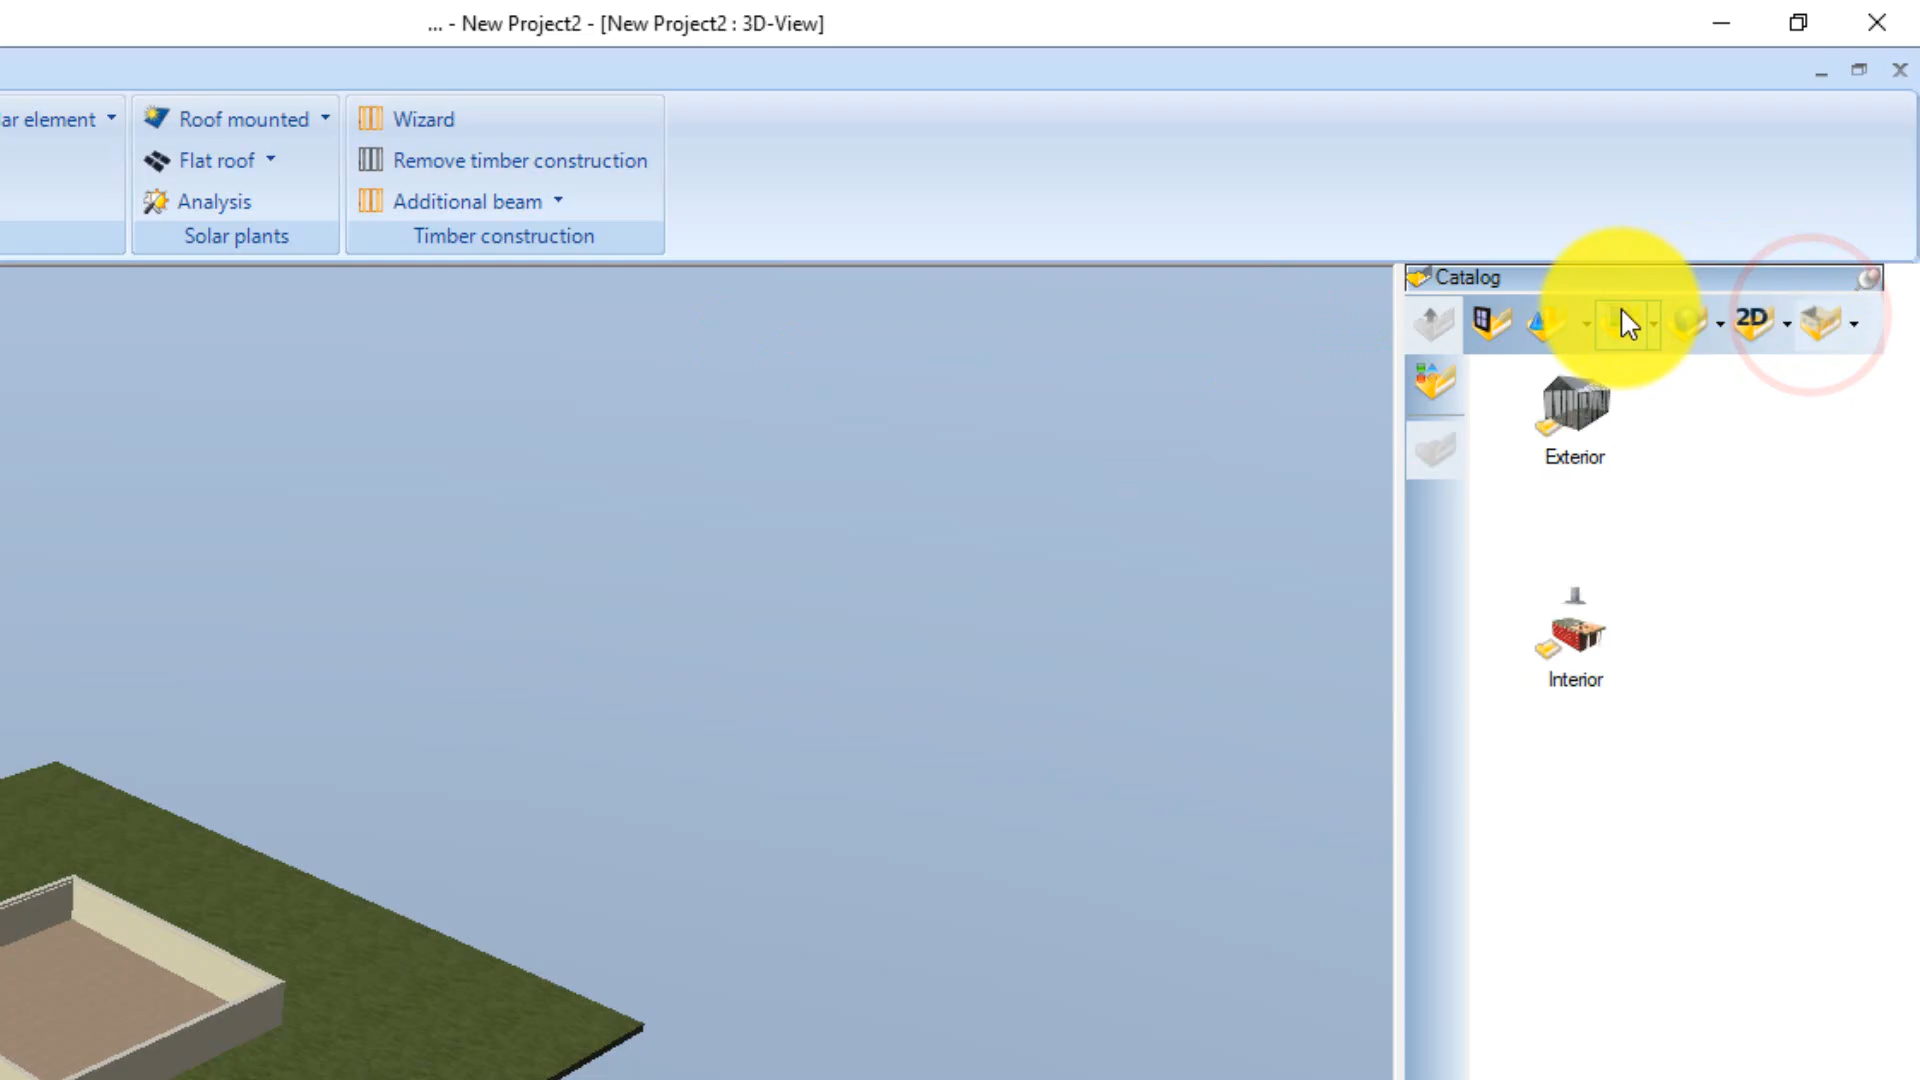 ... - New Project2 - [New Project2 : 3D-View]
ar element
Roof mounted
Flat roof
Analysis
Solar plants
Wizard
Remove timber construction
Additional beam
Timber construction
Catalog
2D
Exterior
Interior